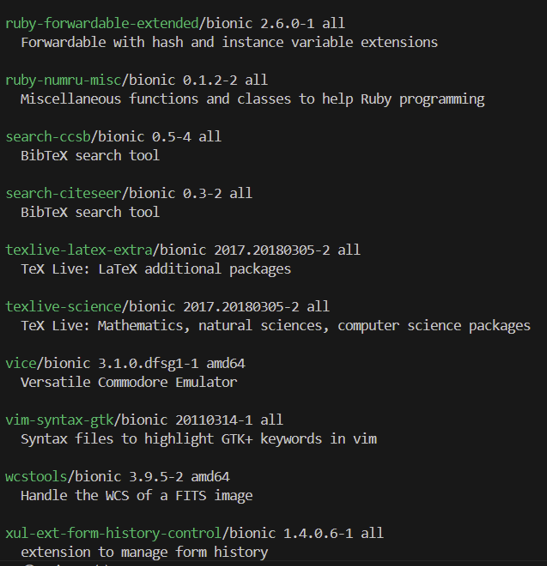 ruby-forwardable-extended/bionic 2.6.0-1 all
Forwardable with hash and instance variable extensions
ruby-numru-misc/bionic 0.1.2-2 all
Miscellaneous functions and classes to help Ruby programming
search-ccsb/bionic 0.5-4 all
BibTeX search tool
search-citeseer/bionic 0.3-2 all
BibTeX search tool
texlive-latex-extra/bionic 2017.20180305-2 all
TeX Live: LaTeX additional packages
texlive-science/bionic 2017.20180305-2 all
TeX Live: Mathematics, natural sciences, computer science packages
vice/bionic 3.1.0.dfsg1-1 amd64
Versatile Commodore Emulator
vim-syntax-gtk/bionic 20110314-1 all
Syntax files to highlight GTK+ keywords in vim
wcstools/bionic 3.9.5-2 amd64
Handle the WCS of a FITS image
xul-ext-form-history-control/bionic 1.4.0.6-1 all
extension to manage form history